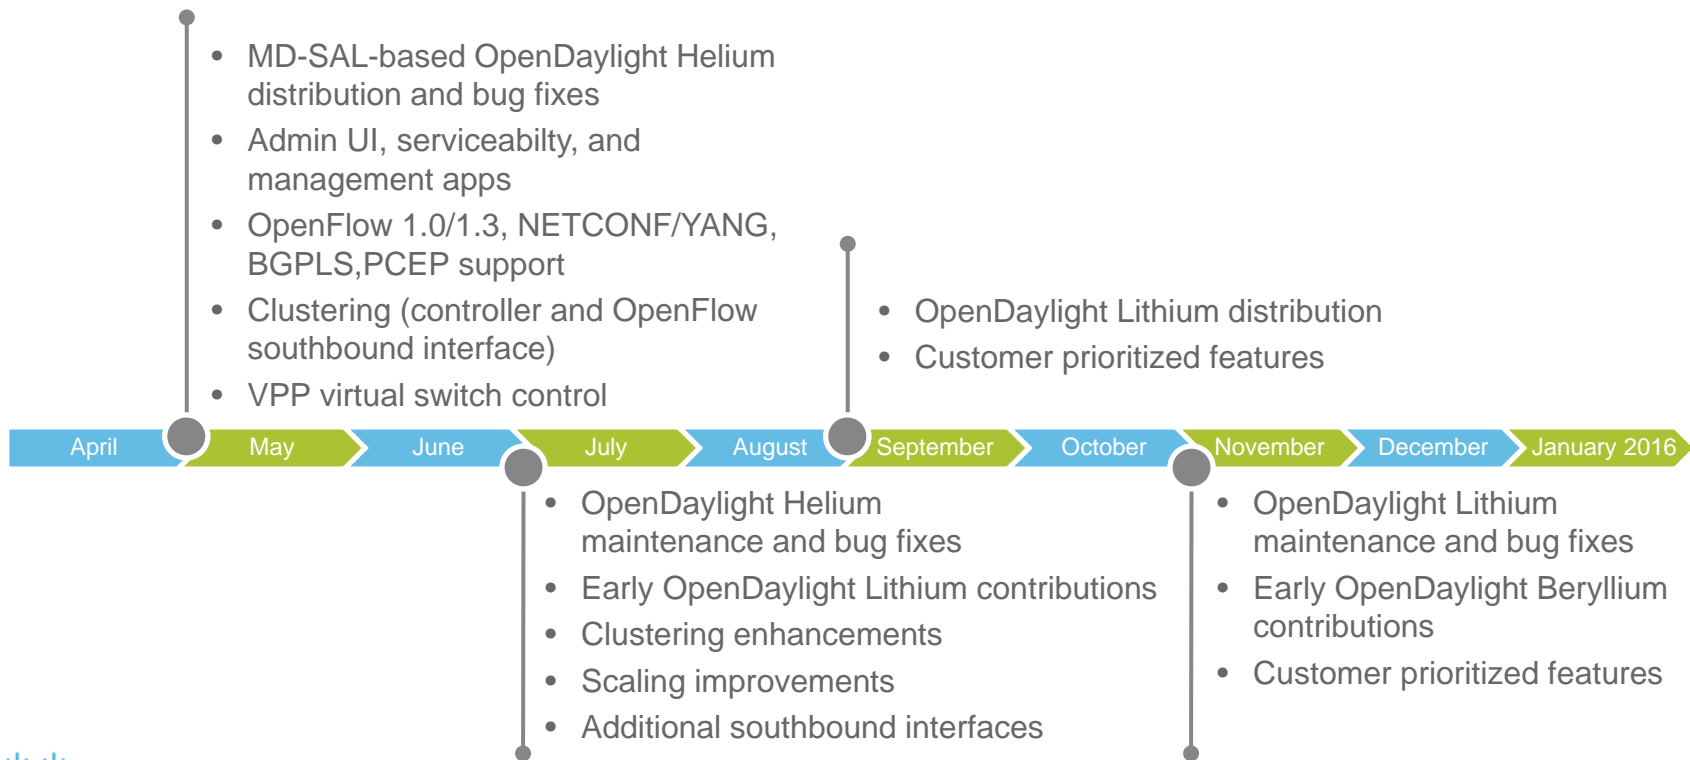 • MD-SAL-based OpenDaylight Helium
distribution and bug fixes
• Admin UI, serviceabilty, and
management apps
• OpenFlow 1.0/1.3, NETCONF/YANG,
BGPLS,PCEP support
• Clustering (controller and OpenFlow
southbound interface)
• VPP virtual switch control
• OpenDaylight Lithium distribution
• Customer prioritized features
April May June July August September October November December January 2016
• OpenDaylight Helium
maintenance and bug fixes
• Early OpenDaylight Lithium contributions
• Clustering enhancements
• Scaling improvements
• Additional southbound interfaces
• OpenDaylight Lithium
maintenance and bug fixes
• Early OpenDaylight Beryllium
contributions
• Customer prioritized features